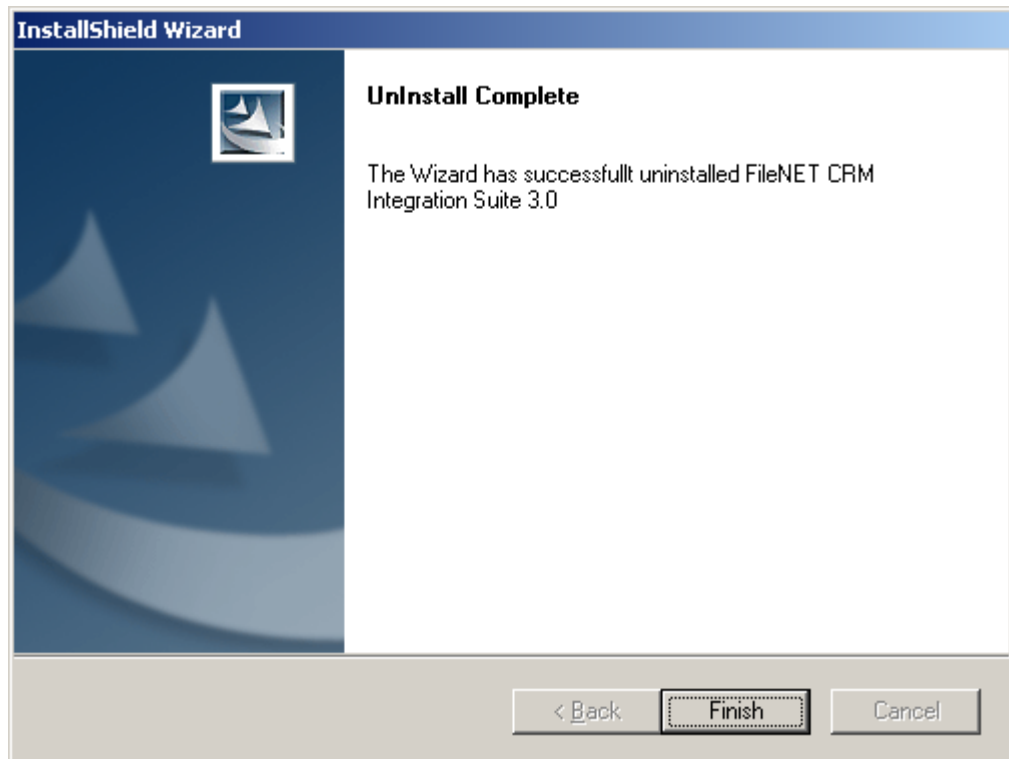 InstallShield Wizard
UnInstall Complete
The Wizard has successfullt uninstalled FileNET CRM
Integration Suite 3.0
< Back
Finish
Cancel